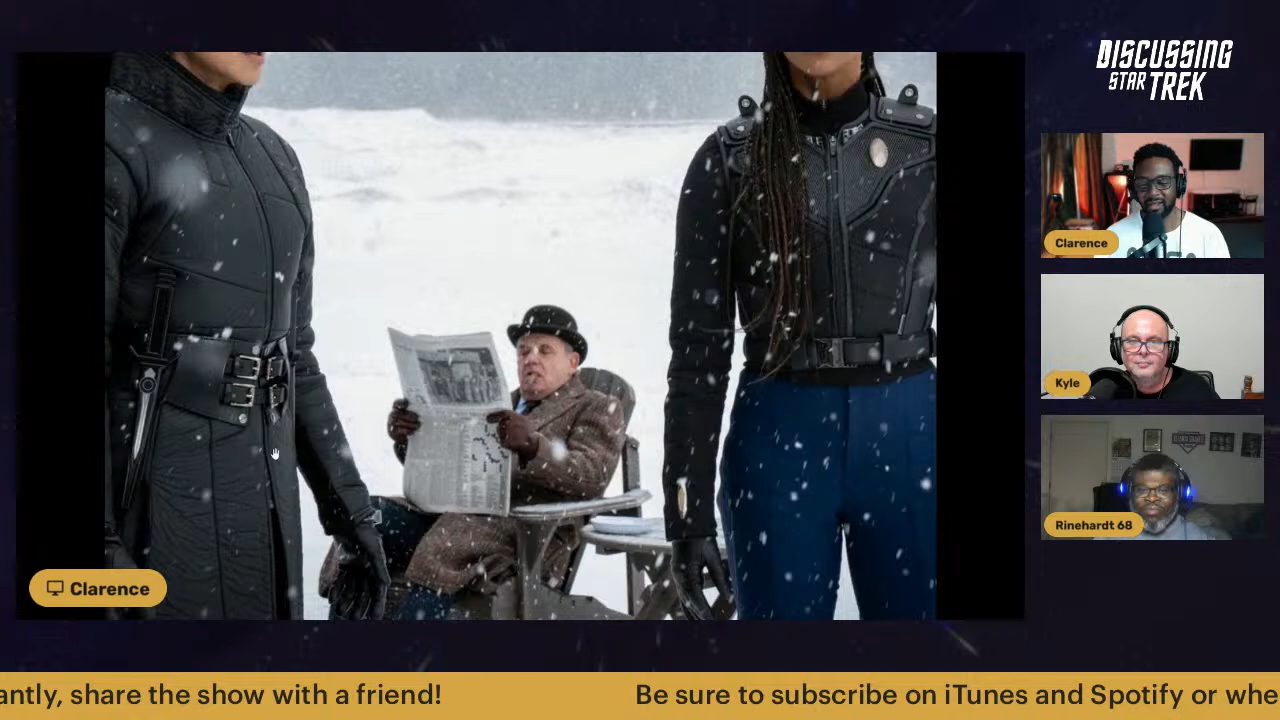 DISCUSSING
STAR TREK
Clarence
Kyle
Rinehardt 68
Clarence
antly, share the show with a friend! Be sure to subscribe on iTunes and Spotify or whe